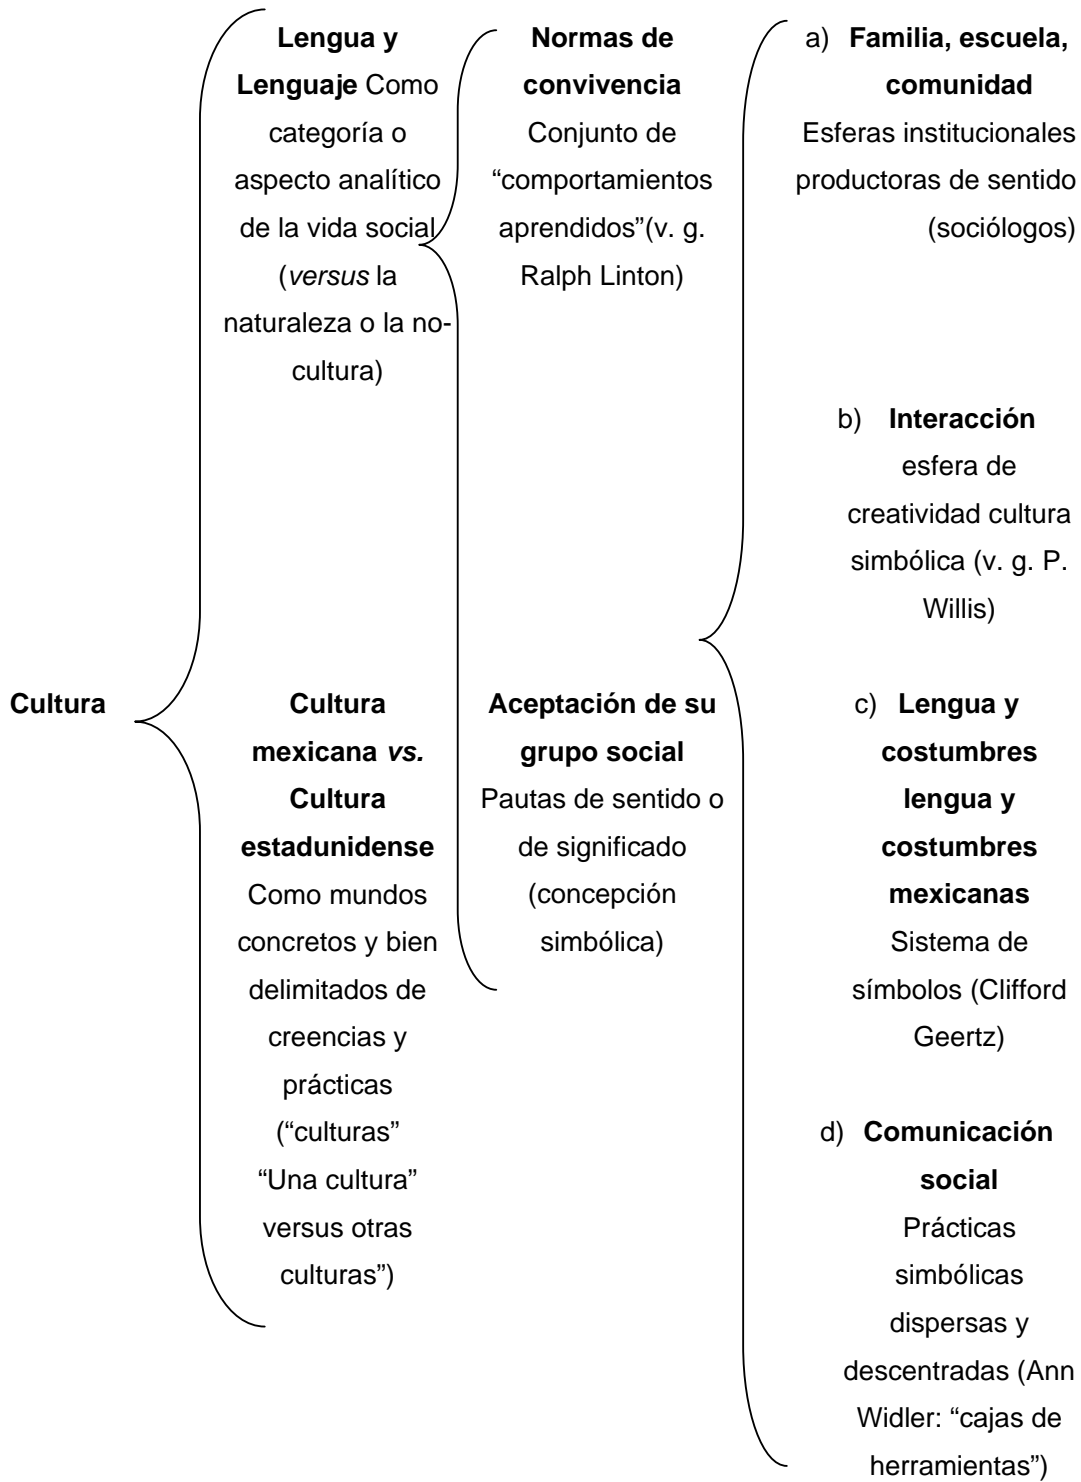 Cultura
Lengua y
Lenguaje Como
categoría o
aspecto analítico
de la vida social
(versus la
naturaleza o la no-
cultura)
Cultura
mexicana vs.
Cultura
estadunidense
Como mundos
concretos y bien
delimitados de
creencias y
prácticas
(“culturas”
“Una cultura”
versus otras
culturas”)
Normas de
convivencia
Conjunto de
“comportamientos
aprendidos”(v. g.
Ralph Linton)
Aceptación de su
grupo social
Pautas de sentido o
de significado
(concepción
simbólica)
a) Familia, escuela,
comunidad
Esferas institucionales
productoras de sentido
(sociólogos)
b) Interacción
esfera de
creatividad cultura
simbólica (v. g. P.
Willis)
c) Lengua y
costumbres
lengua y
costumbres
mexicanas
Sistema de
símbolos (Clifford
Geertz)
d) Comunicación
social
Prácticas
simbólicas
dispersas y
descentradas (Ann
Widler: “cajas de
herramientas”)